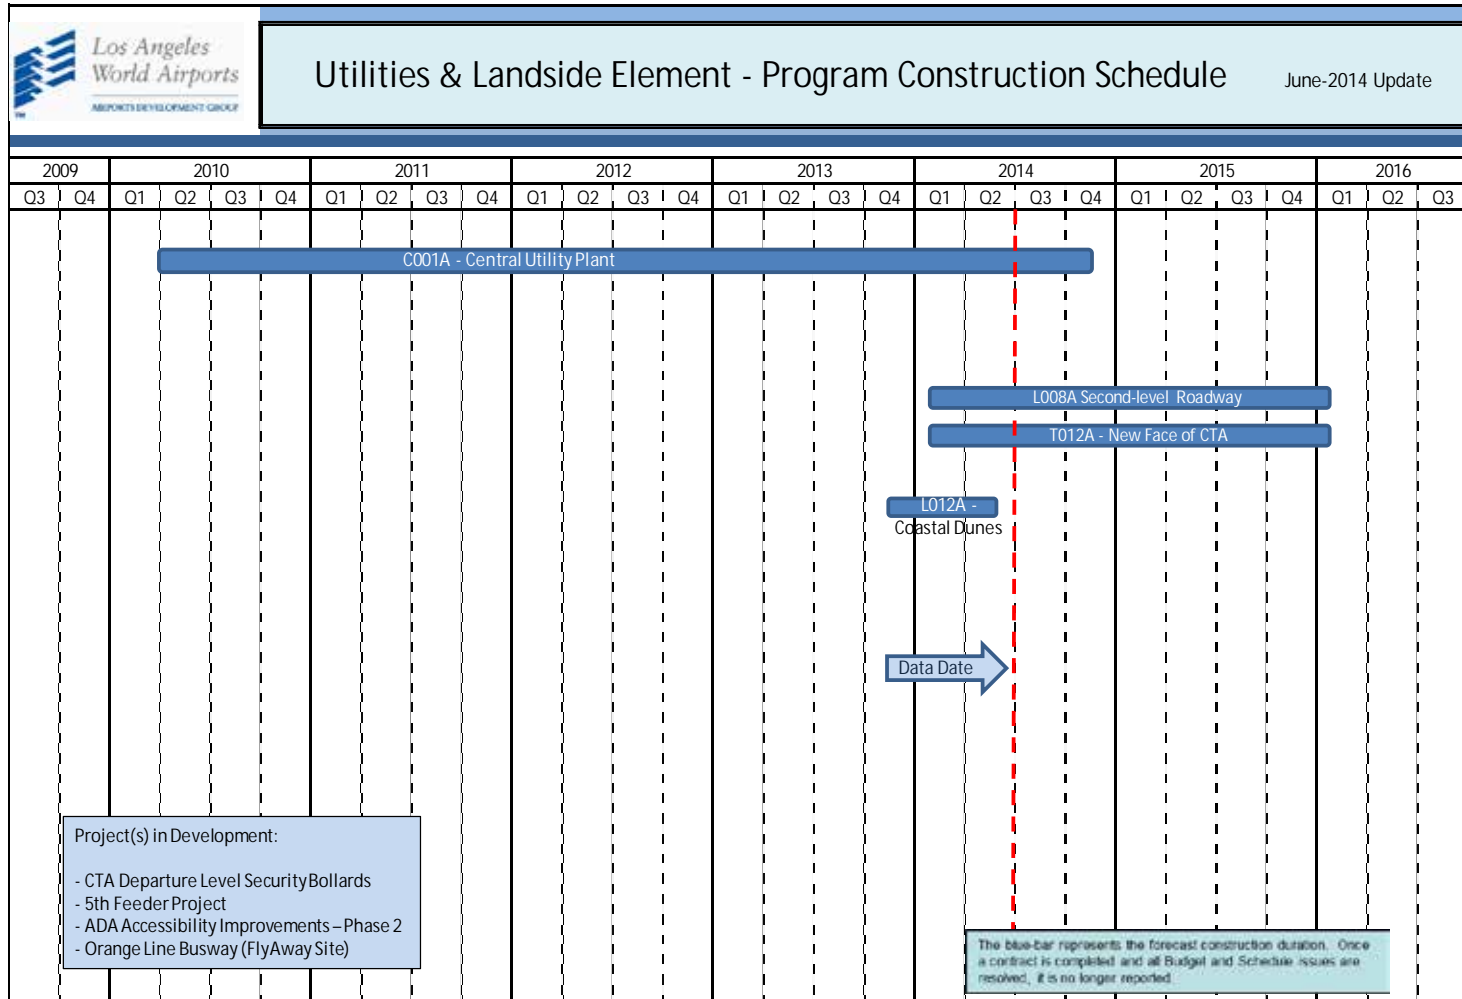 Los Angeles
World Airports
AIRPORTS DEVELOPMENT GROUP
TM
Utilities & Landside Element - Program Construction Schedule June-2014 Update
2009 2010 2011 2012 2013 2014 2015 2016
Q3 Q4 Q1 Q2 Q3 Q4 Q1 Q2 Q3 Q4 Q1 Q2 Q3 Q4 Q1 Q2 Q3 Q4 Q1 Q2 Q3 Q4 Q1 Q2 Q3 Q4 Q1 Q2 Q3
C001A - Central Utility Plant
L008A Second-level Roadway
T012A - New Face of CTA
L012A -
Coastal Dunes
Data Date
Project(s) in Development:
- CTA Departure Level Security Bollards
- 5th Feeder Project
- ADA Accessibility Improvements – Phase 2
- Orange Line Busway (FlyAway Site)
The blue-bar represents the forecast construction duration. Once
a contract is completed and all Budget and Schedule issues are
resolved, it is no longer reported.